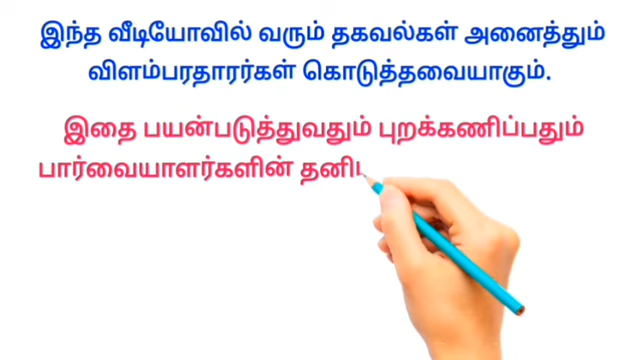 இந்த வீடியோவில் வரும் தகவல்கள் அனைத்தும்
விளம்பரதாரர்கள் கொடுத்தவையாகும்.
இதை பயன்படுத்துவதும் புறக்கணிப்பதும்
பார்வையாளர்களின்